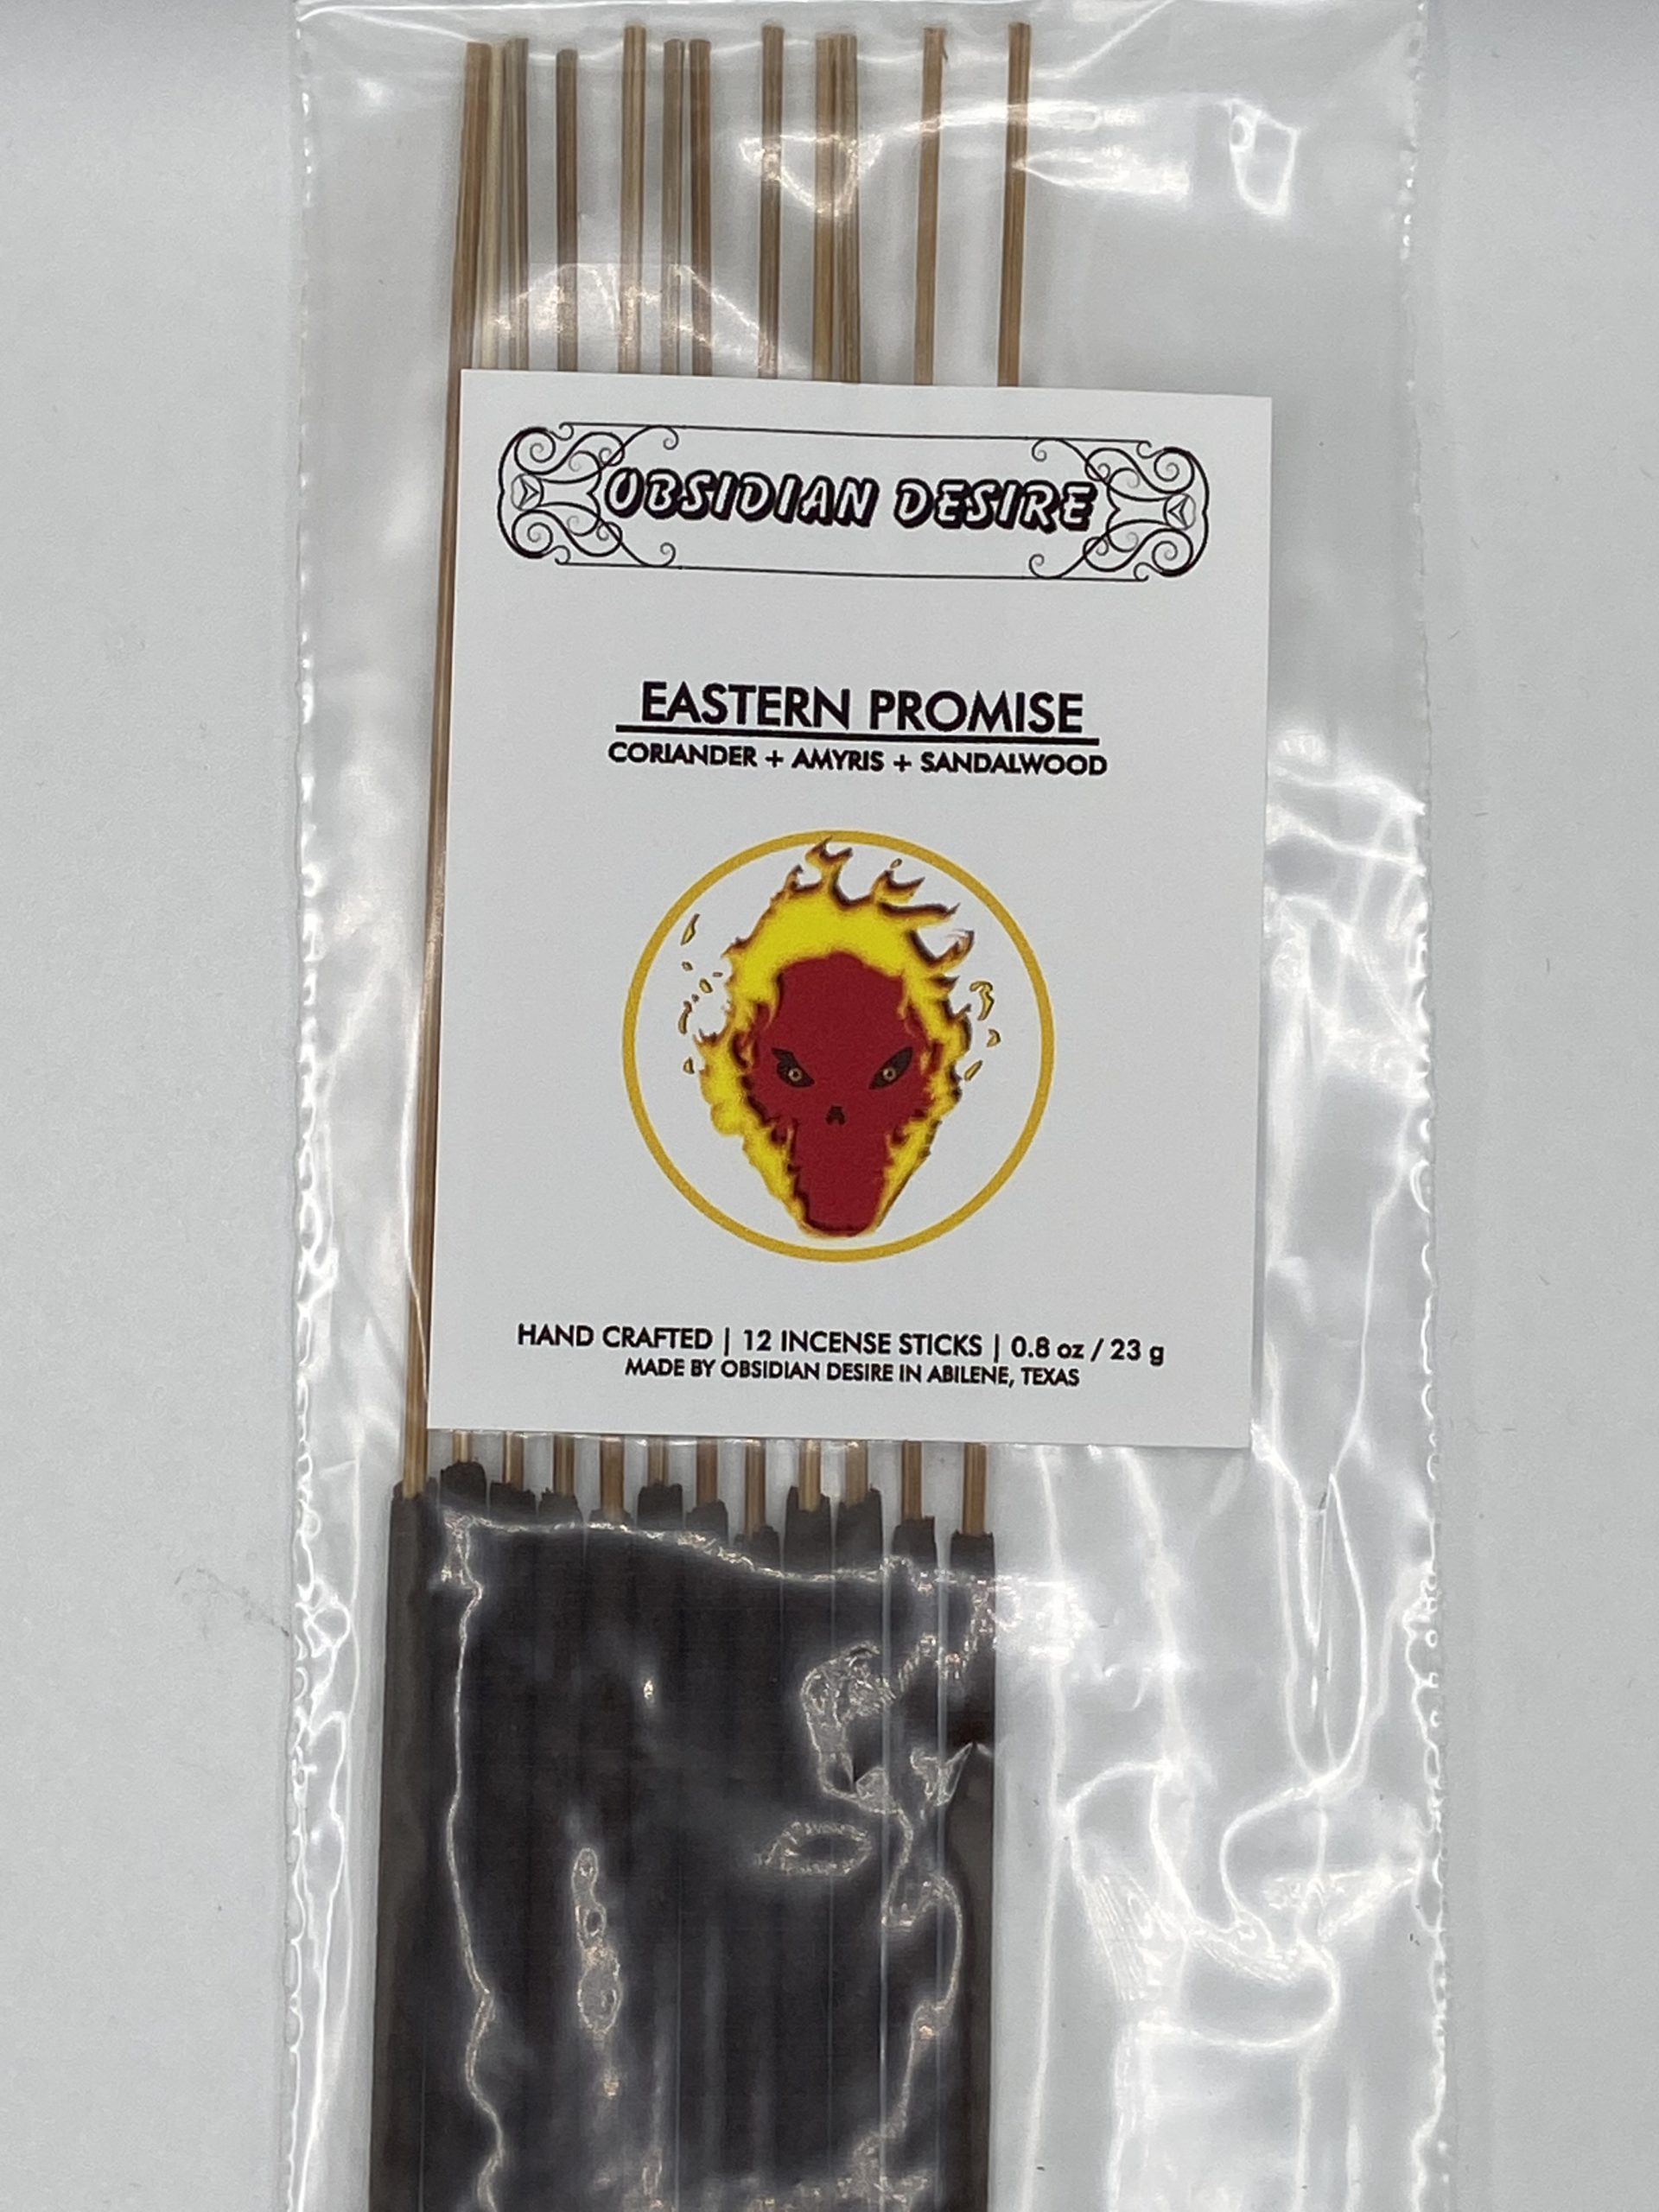 OBSIDIAN DESIRE
EASTERN PROMISE
CORIANDER + AMYRIS + SANDALWOOD
HAND CRAFTED | 12 INCENSE STICKS | 0.8 oz / 23 g
MADE BY OBSIDIAN DESIRE IN ABILENE, TEXAS